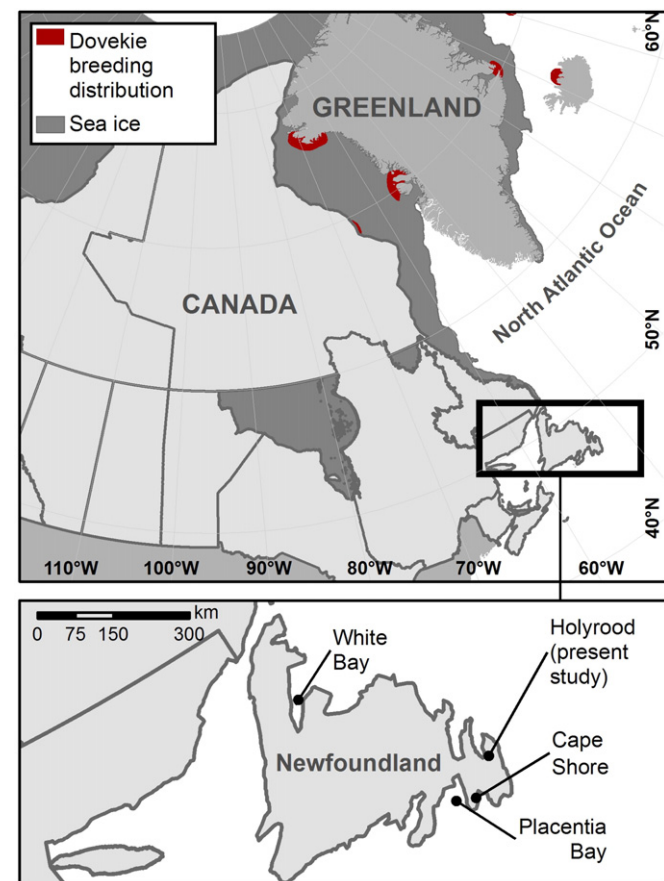 Dovekie
breeding
distribution
Sea ice
GREENLAND
60°N
CANADA
North Atlantic Ocean
50°N
40°N
110°W
100°W
90°W
80°W
70°W
60°W
km
0 75 150 300
White
Bay
Holyrood
(present
study)
Newfoundland
Cape
Shore
Placentia
Bay